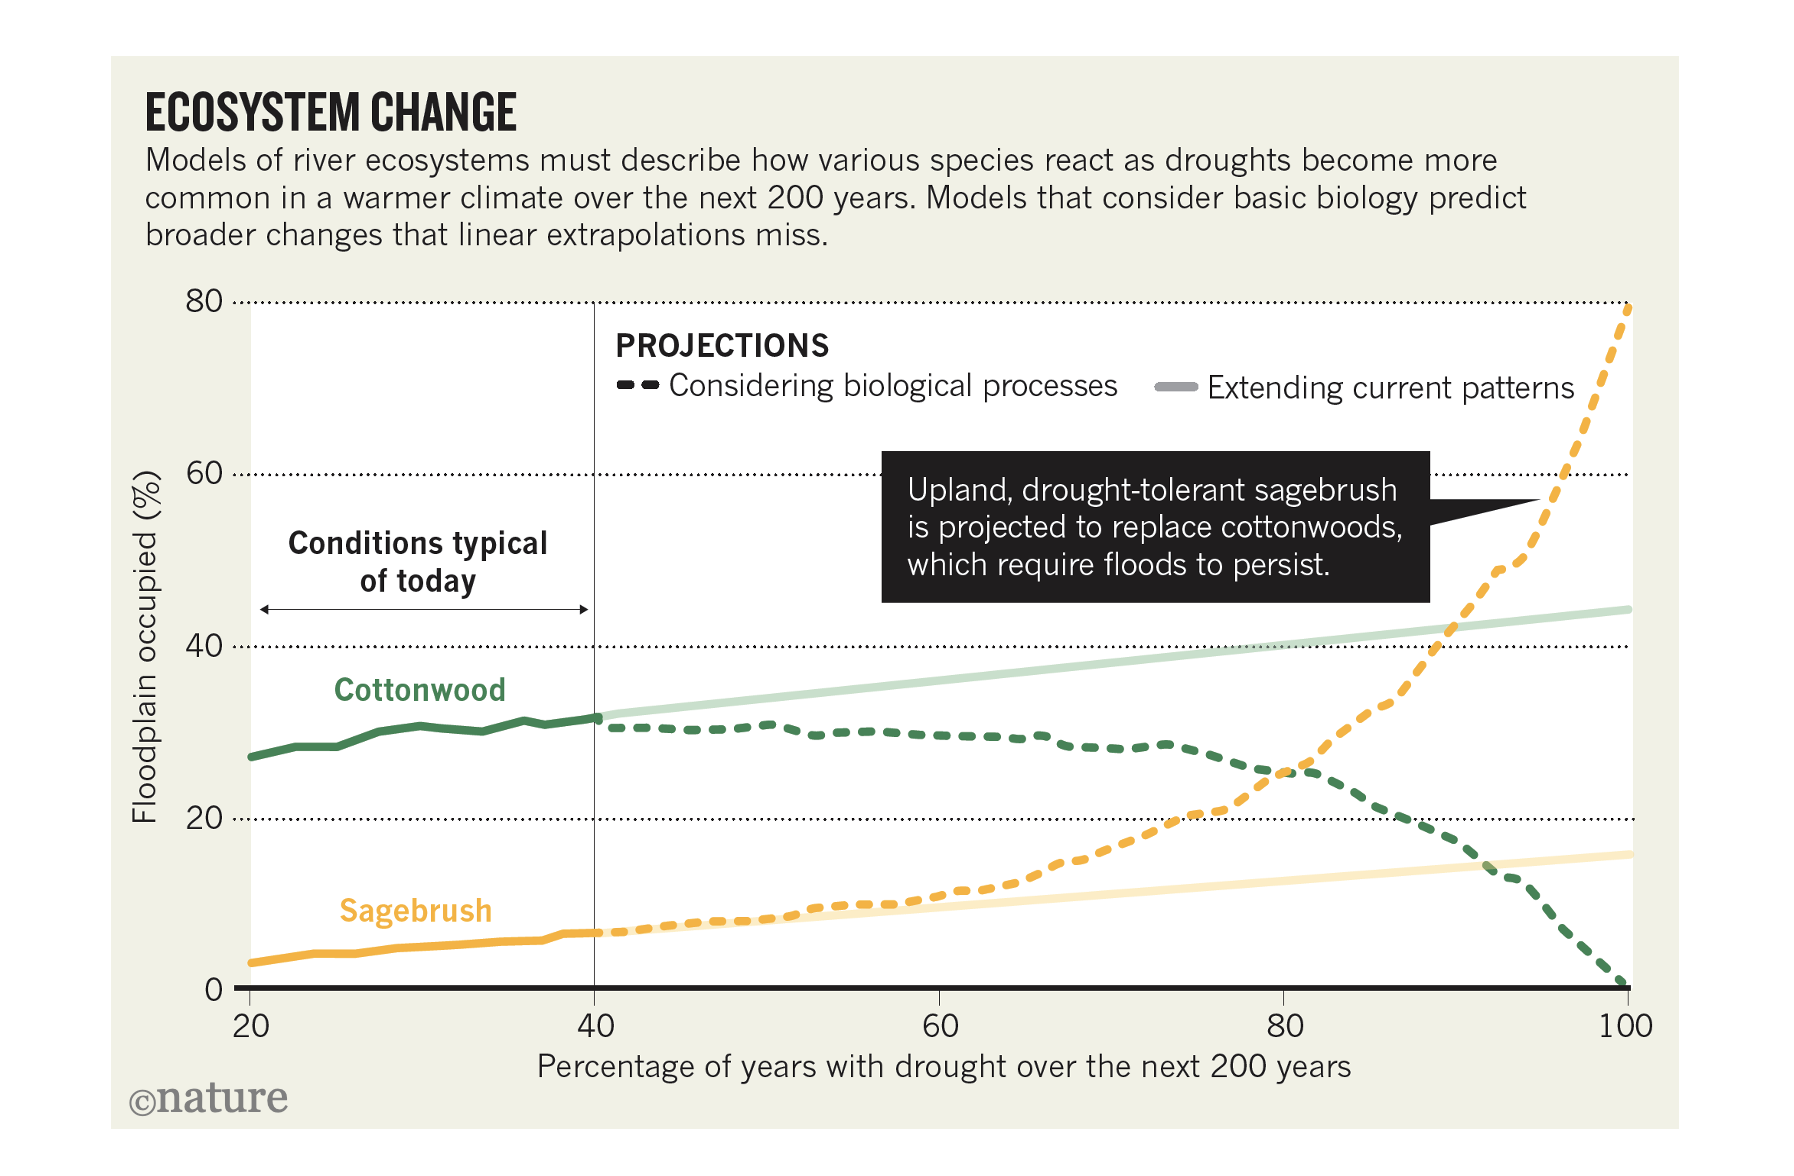 ECOSYSTEM CHANGE
Models of river ecosystems must describe how various species react as droughts become more
common in a warmer climate over the next 200 years. Models that consider basic biology predict
broader changes that linear extrapolations miss.
80
PROJECTIONS
Considering biological processes
Extending current patterns
60
Upland, drought-tolerant sagebrush
is projected to replace cottonwoods,
which require floods to persist.
Conditions typical
of today
Floodplain occupied (%)
40
Cottonwood
20
Sagebrush
0
20 40 60 80 100
Percentage of years with drought over the next 200 years
©nature